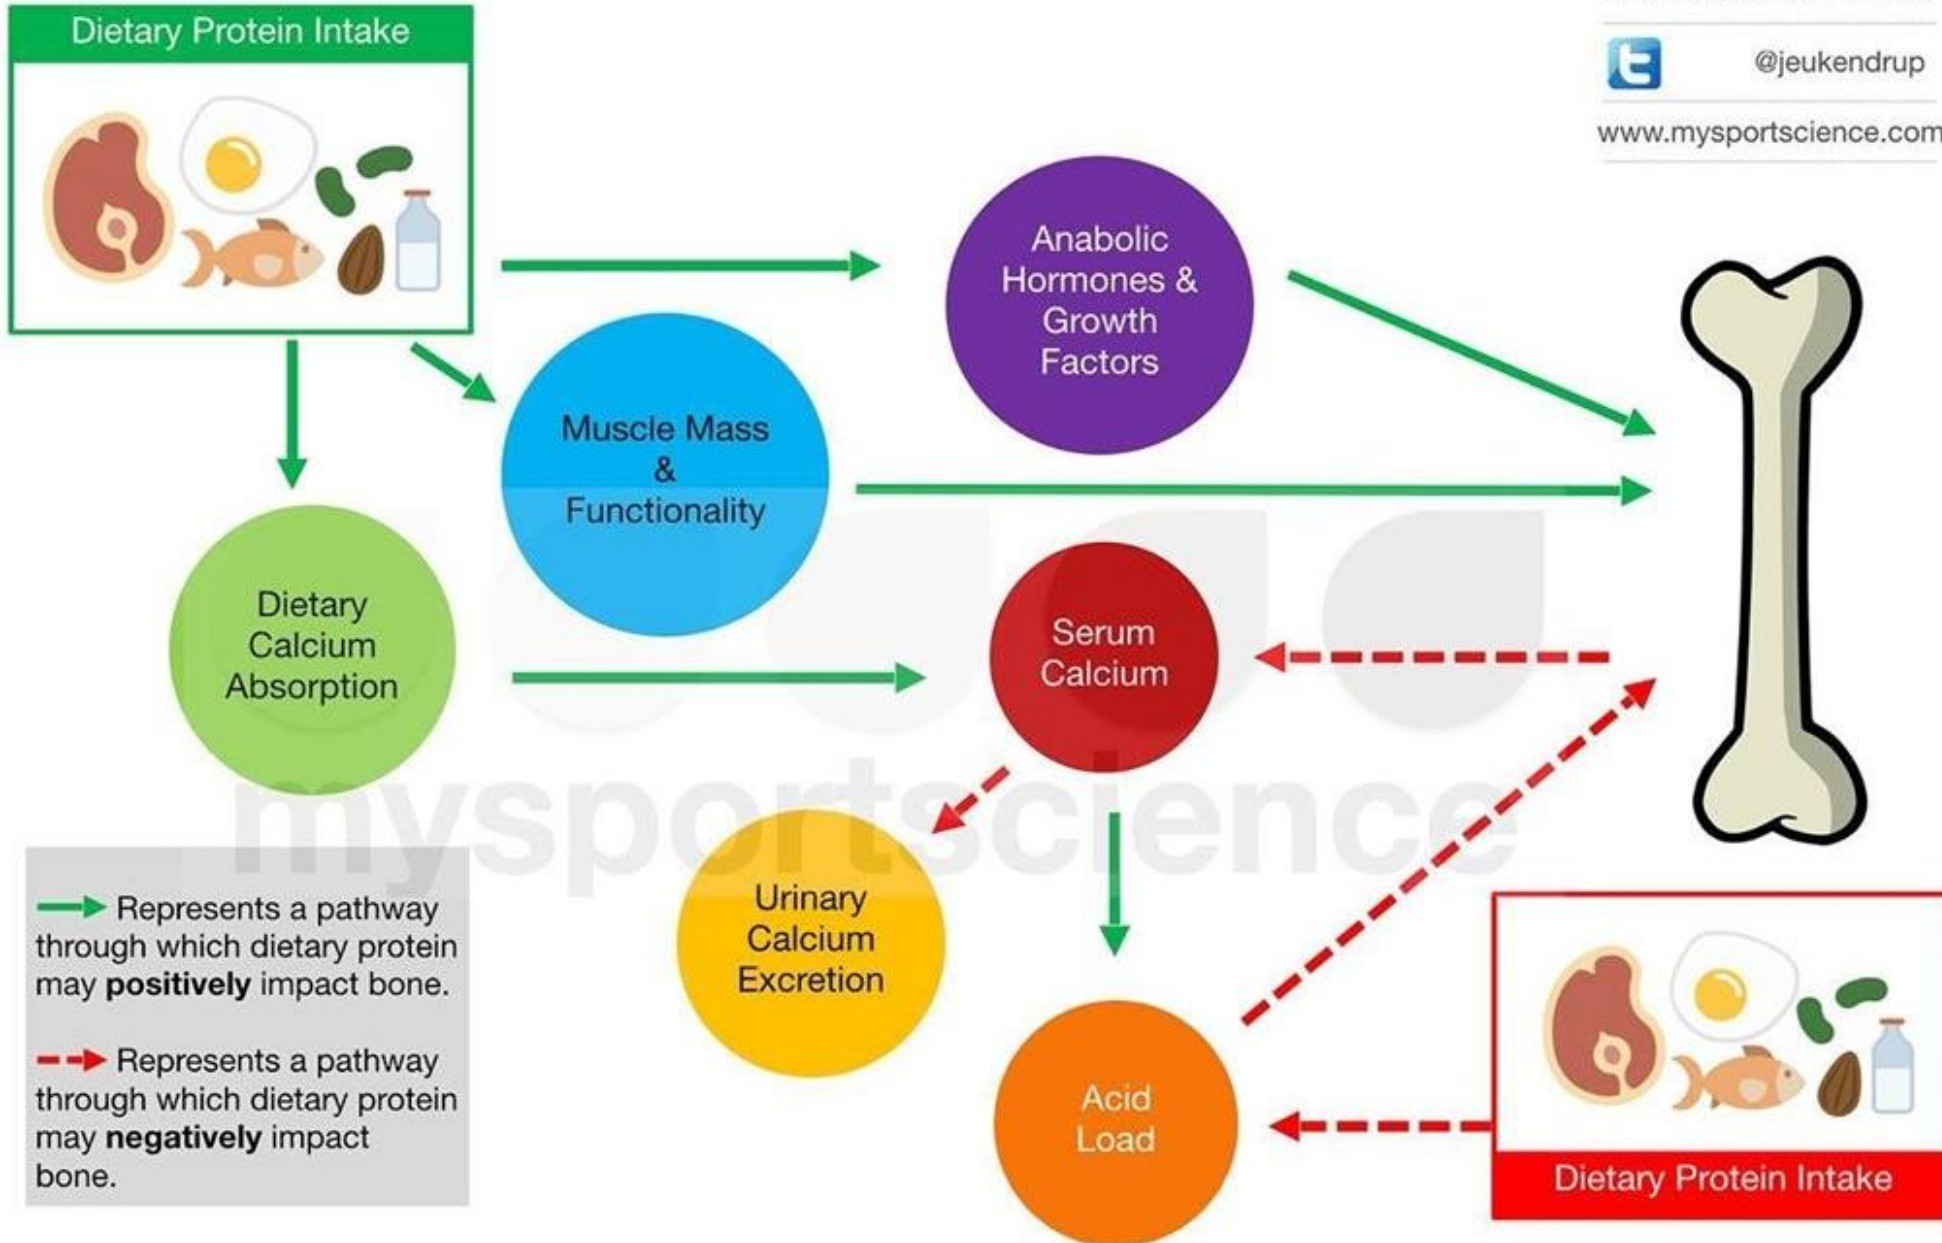 Dietary Protein Intake
@jeukendrup
www.mysportscience.com
Anabolic
Hormones &
Growth
Factors
Muscle Mass
&
Functionality
Dietary
Calcium
Absorption
Serum
Calcium
mysportscience
Urinary
Calcium
Excretion
Acid
Load
Represents a pathway
through which dietary protein
may positively impact bone.
Represents a pathway
through which dietary protein
may negatively impact
bone.
Dietary Protein Intake